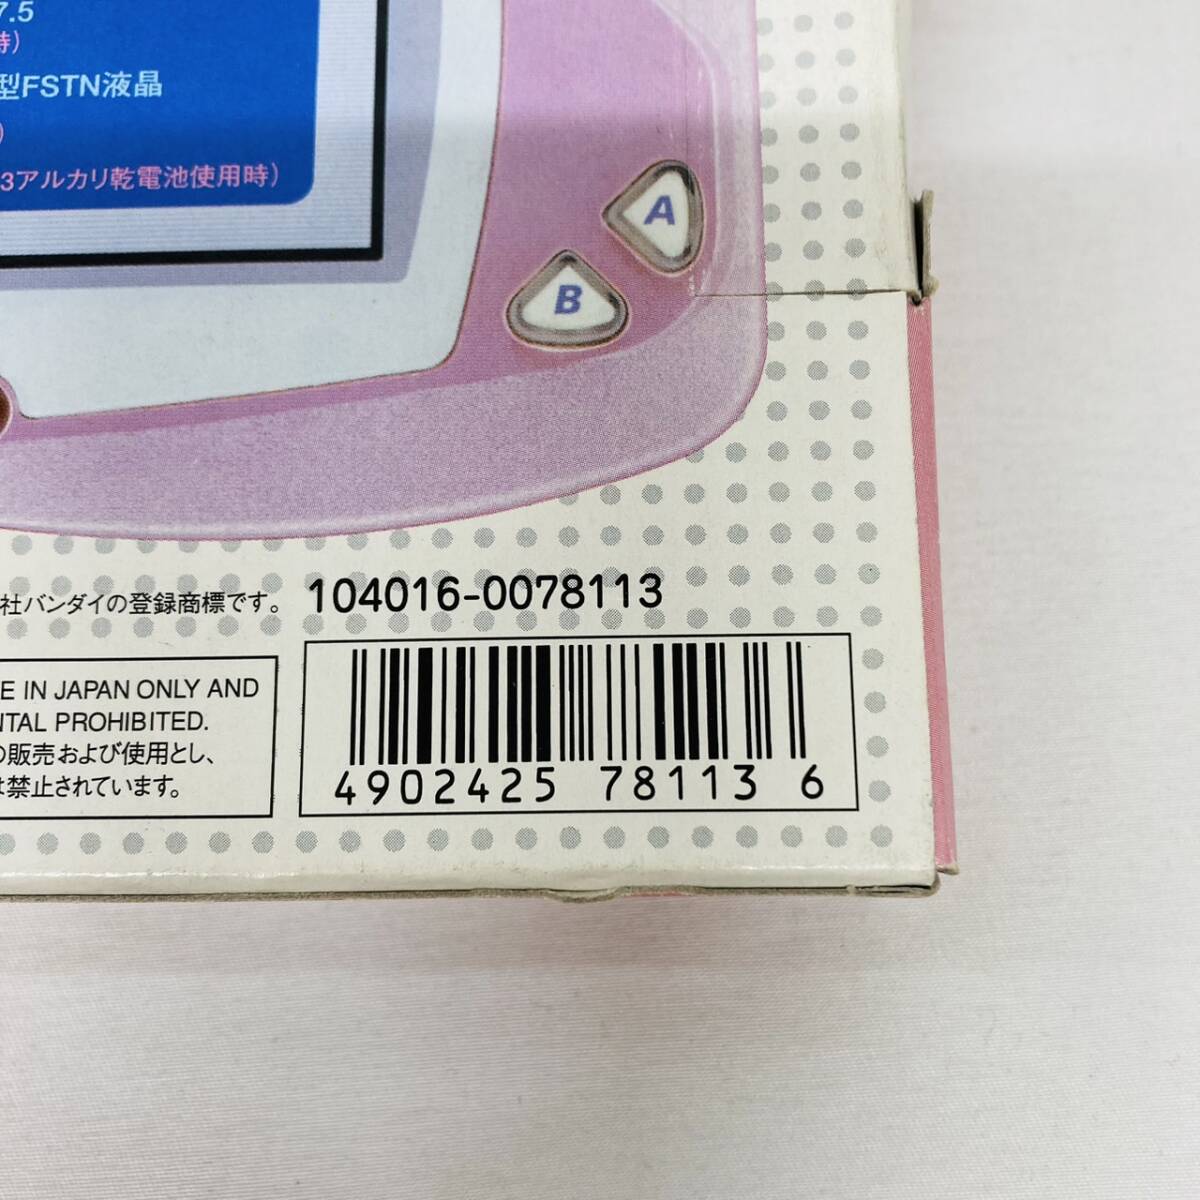 7.5
時)
型FSTN液晶
)
3アルカリ乾電池使用時)
A
B
社バンダイの登録商標です。
104016-0078113
E IN JAPAN ONLY AND
NTAL PROHIBITED.
の販売および使用とし、
は禁止されています。
4902425 78113 6